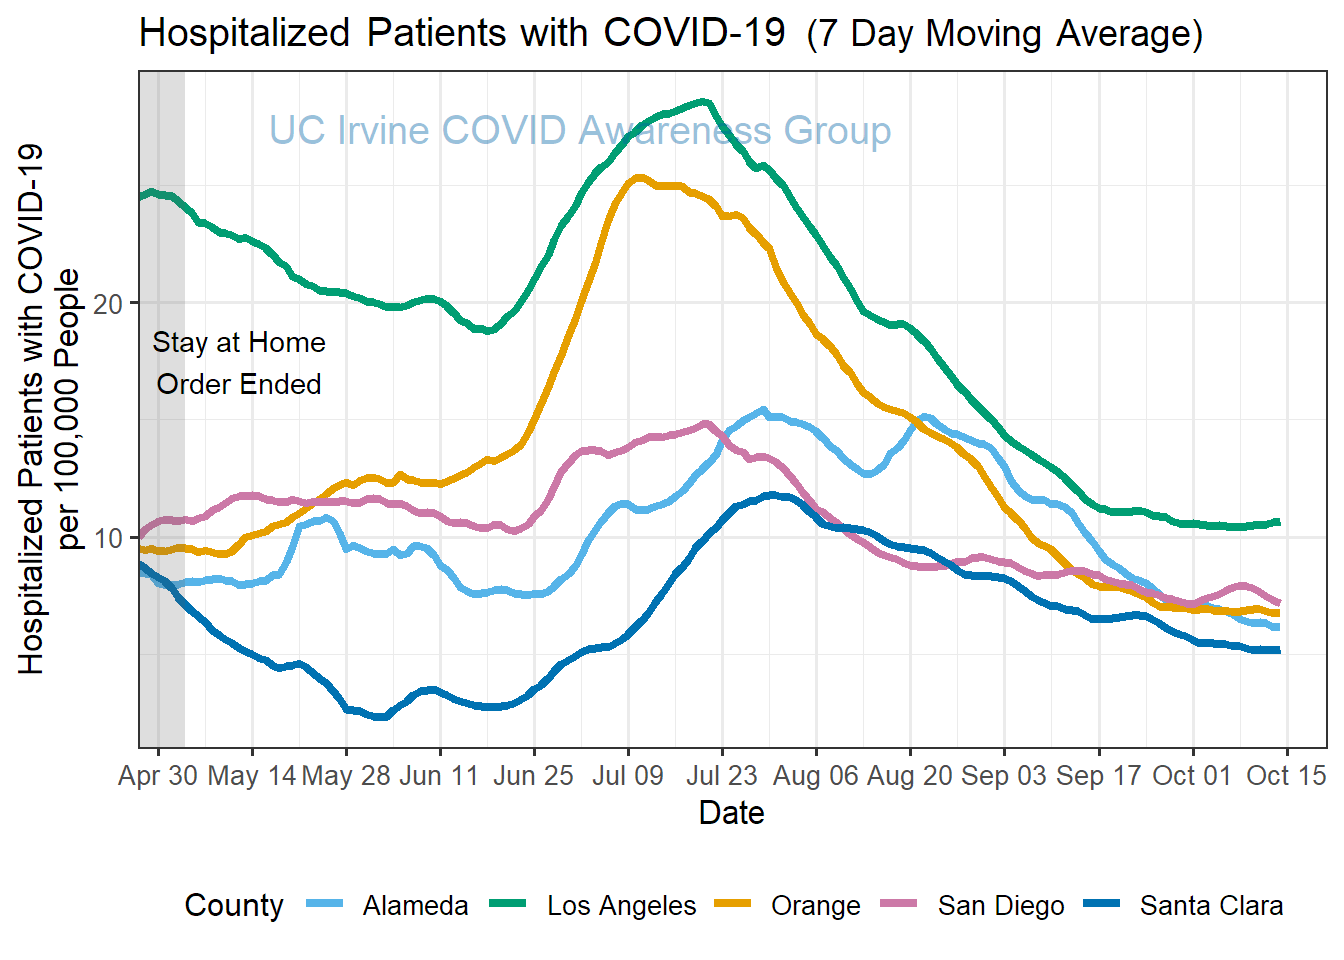 Hospitalized Patients with COVID-19 (7 Day Moving Average)
UC Irvine COVID Awareness Group
Hospitalized Patients with COVID-19
per 100,000 People
20
10
Stay at Home
Order Ended
Apr 30 May 14 May 28 Jun 11 Jun 25 Jul 09 Jul 23 Aug 06 Aug 20 Sep 03 Sep 17 Oct 01 Oct 15
Date
County Alameda Los Angeles Orange San Diego Santa Clara